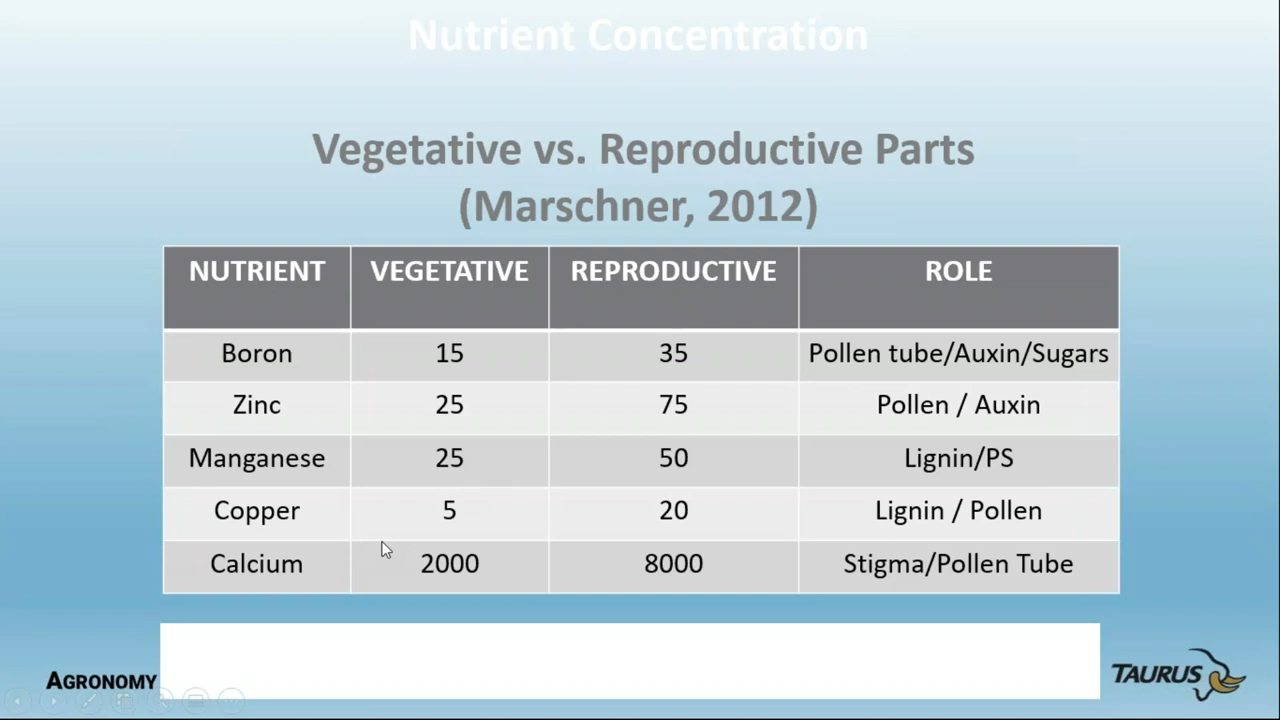 Nutrient Concentration
Vegetative vs. Reproductive Parts
(Marschner, 2012)
NUTRIENT VEGETATIVE REPRODUCTIVE ROLE
Boron 15 35 Pollen tube/Auxin/Sugars
Zinc 25 75 Pollen / Auxin
Manganese 25 50 Lignin/PS
Copper 5 20 Lignin / Pollen
Calcium 2000 8000 Stigma/Pollen Tube
AGRONOMY
TAURUS